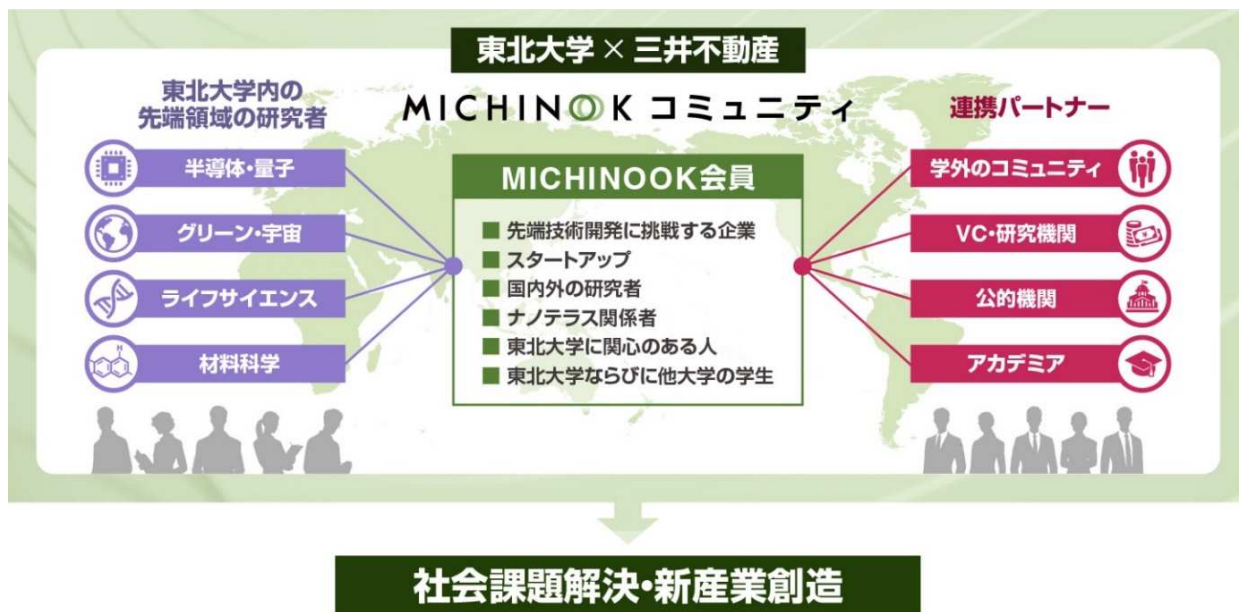 東北大学×三井不動産
MICHINOOK コミュニティ
東北大学内の
先端領域の研究者
半導体・量子
グリーン・宇宙
ライフサイエンス
材料科学
MICHINOOK会員
■ 先端技術開発に挑戦する企業
■ スタートアップ
■ 国内外の研究者
■ ナノテラス関係者
■ 東北大学に関心のある人
■ 東北大学ならびに他大学の学生
連携パートナー
学外のコミュニティ
VC・研究機関
公的機関
アカデミア
社会課題解決・新産業創造